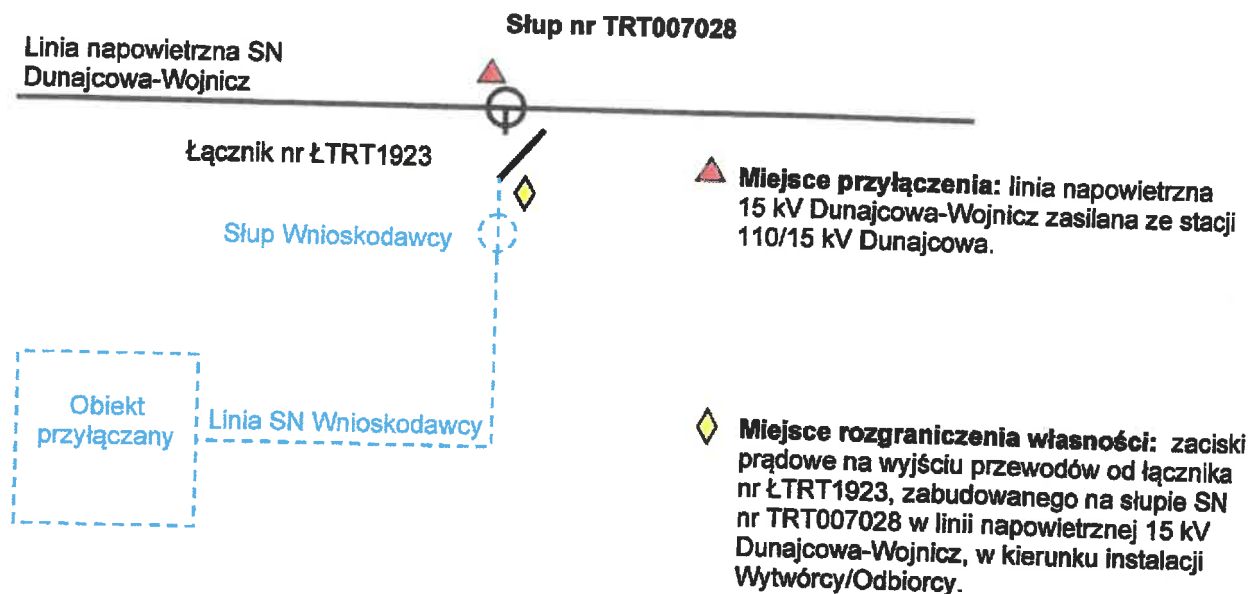 Słup nr TRT007028
Linia napowietrzna SN
Dunajcowa-Wojnicz
Łącznik nr ŁTRT1923
Słup Wnioskodawcy
Obiekt
przyłączany
Linia SN Wnioskodawcy
Miejsce przyłączenia: linia napowietrzna
15 kV Dunajcowa-Wojnicz zasilana ze stacji
110/15 kV Dunajcowa.
Miejsce rozgraniczenia własności: zaciski
prądowe na wyjściu przewodów od łącznika
nr ŁTRT1923, zabudowanego na słupie SN
nr TRT007028 w linii napowietrznej 15 kV
Dunajcowa-Wojnicz, w kierunku instalacji
Wytwórcy/Odbiorcy.